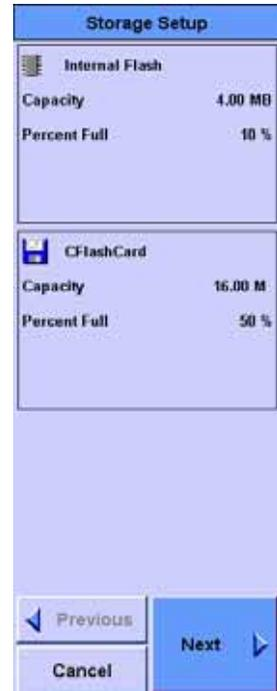 Storage Setup
Internal Flash
Capacity 4.00 MB
Percent Full 10 %
CFlashCard
Capacity 16.00 M
Percent Full 50 %
Previous
Next
Cancel